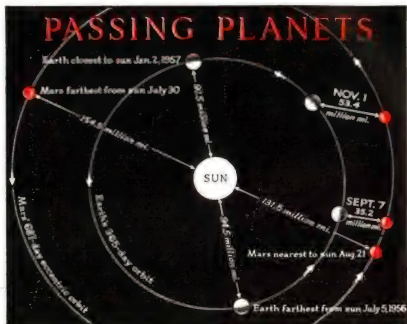 PASSING PLANETS
Earth closest to sun Jan. 2, 1957
Mars farthest from sun July 30
91.5 million mi.
NOV. 1
53.4
million mi.
154.5 million mi.
SUN
131.5 million mi.
SEPT. 7
35.2
million mi.
94.5 million mi.
Mars nearest to sun Aug. 21
Mars 687-day eccentric orbit
Earth's 365-day orbit
Earth farthest from sun July 5, 1956